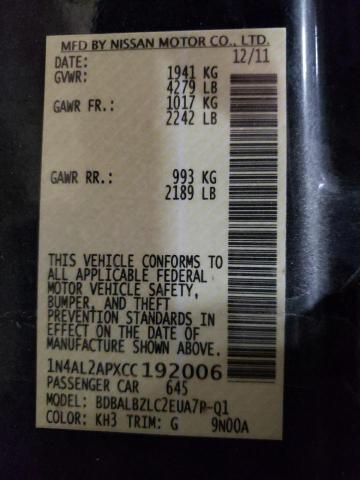 MFD BY NISSAN MOTOR CO., LTD.
DATE: 12/11
GVWR: 1941 KG
4279 LB
GAWR FR.: 1017 KG
2242 LB
GAWR RR.: 993 KG
2189 LB
THIS VEHICLE CONFORMS TO
ALL APPLICABLE FEDERAL
MOTOR VEHICLE SAFETY,
BUMPER, AND THEFT
PREVENTION STANDARDS IN
EFFECT ON THE DATE OF
MANUFACTURE SHOWN ABOVE.
1N4AL2APXCC192006
PASSENGER CAR 645
MODEL: BDBALBZLC2EUA7P-Q1
COLOR: KH3 TRIM: G 9N00A